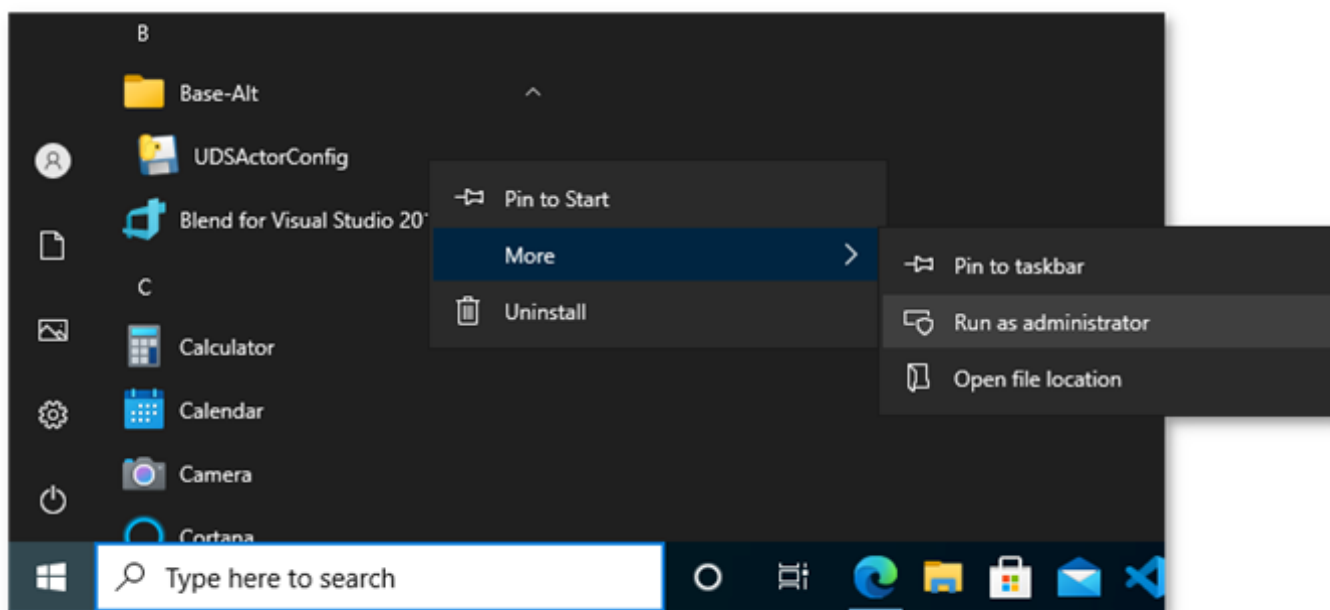 B
Base-Alt
UDSActorConfig
Blend for Visual Studio 20
C
Calculator
Calendar
Camera
Cortana
Pin to Start
More
Uninstall
Pin to taskbar
Run as administrator
Open file location
Type here to search